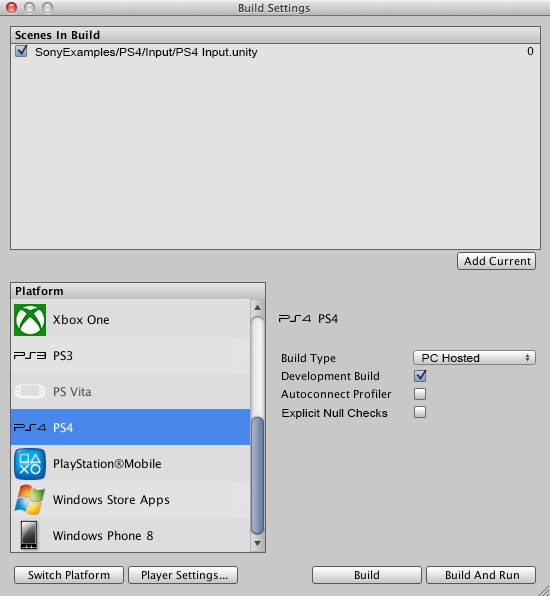 Build Settings
Scenes In Build
SonyExamples/PS4/Input/PS4 Input.unity 0
Add Current
Platform
Xbox One
PS3 PS3
PS Vita
PS4 PS4
PlayStation®Mobile
Windows Store Apps
Windows Phone 8
PS4 PS4
Build Type PC Hosted
Development Build
Autoconnect Profiler
Explicit Null Checks
Switch Platform Player Settings... Build Build And Run